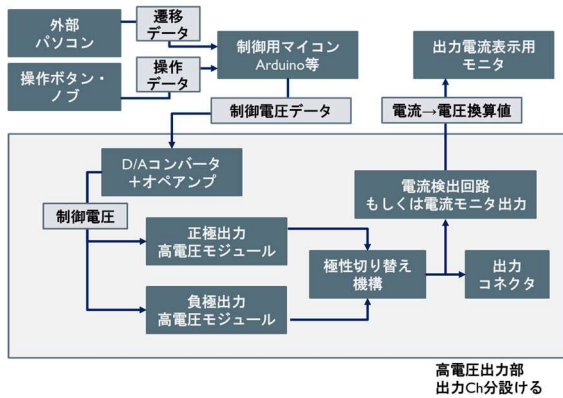 外部
パソコン
遷移
データ
操作ボタン・
ノブ
操作
データ
制御用マイコン
Arduino等
出力電流表示用
モニタ
制御電圧データ
電流→電圧換算値
D/Aコンバータ
＋オペアンプ
制御電圧
電流検出回路
もしくは電流モニタ出力
正極出力
高電圧モジュール
極性切り替え
機構
出力
コネクタ
負極出力
高電圧モジュール
高電圧出力部
出力Ch分設ける